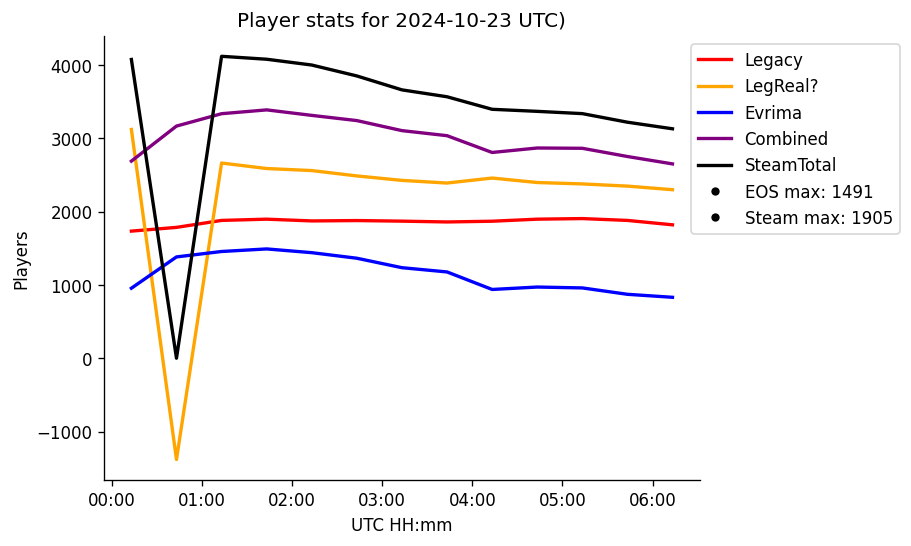 Player stats for 2024-10-23 UTC)
Legacy
LegReal?
Evrima
Combined
SteamTotal
EOS max: 1491
Steam max: 1905
Players
4000
3000
2000
1000
0
−1000
00:00 01:00 02:00 03:00 04:00 05:00 06:00
UTC HH:mm